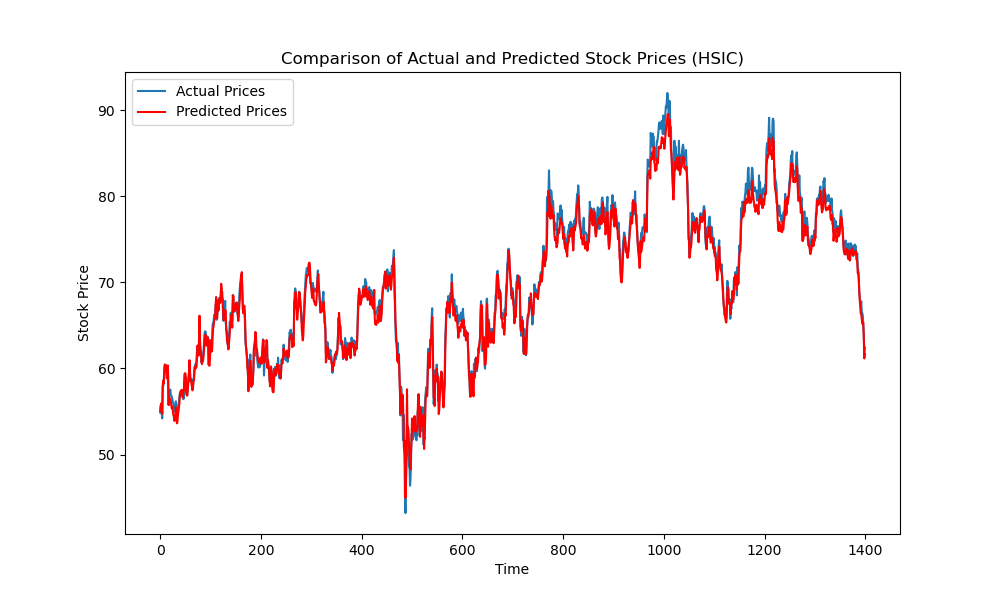 Comparison of Actual and Predicted Stock Prices (HSIC)
Actual Prices
Predicted Prices
Stock Price
90
80
70
60
50
0 200 400 600 800 1000 1200 1400
Time